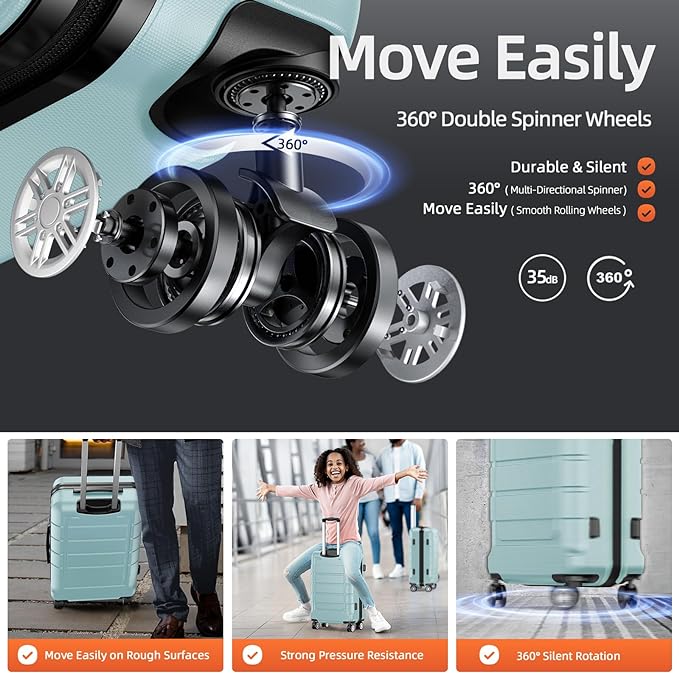 Move Easily
360° Double Spinner Wheels
360°
Durable & Silent
360° (Multi-Directional Spinner)
Move Easily (Smooth Rolling Wheels)
35dB
360°
Move Easily on Rough Surfaces
Strong Pressure Resistance
360° Silent Rotation